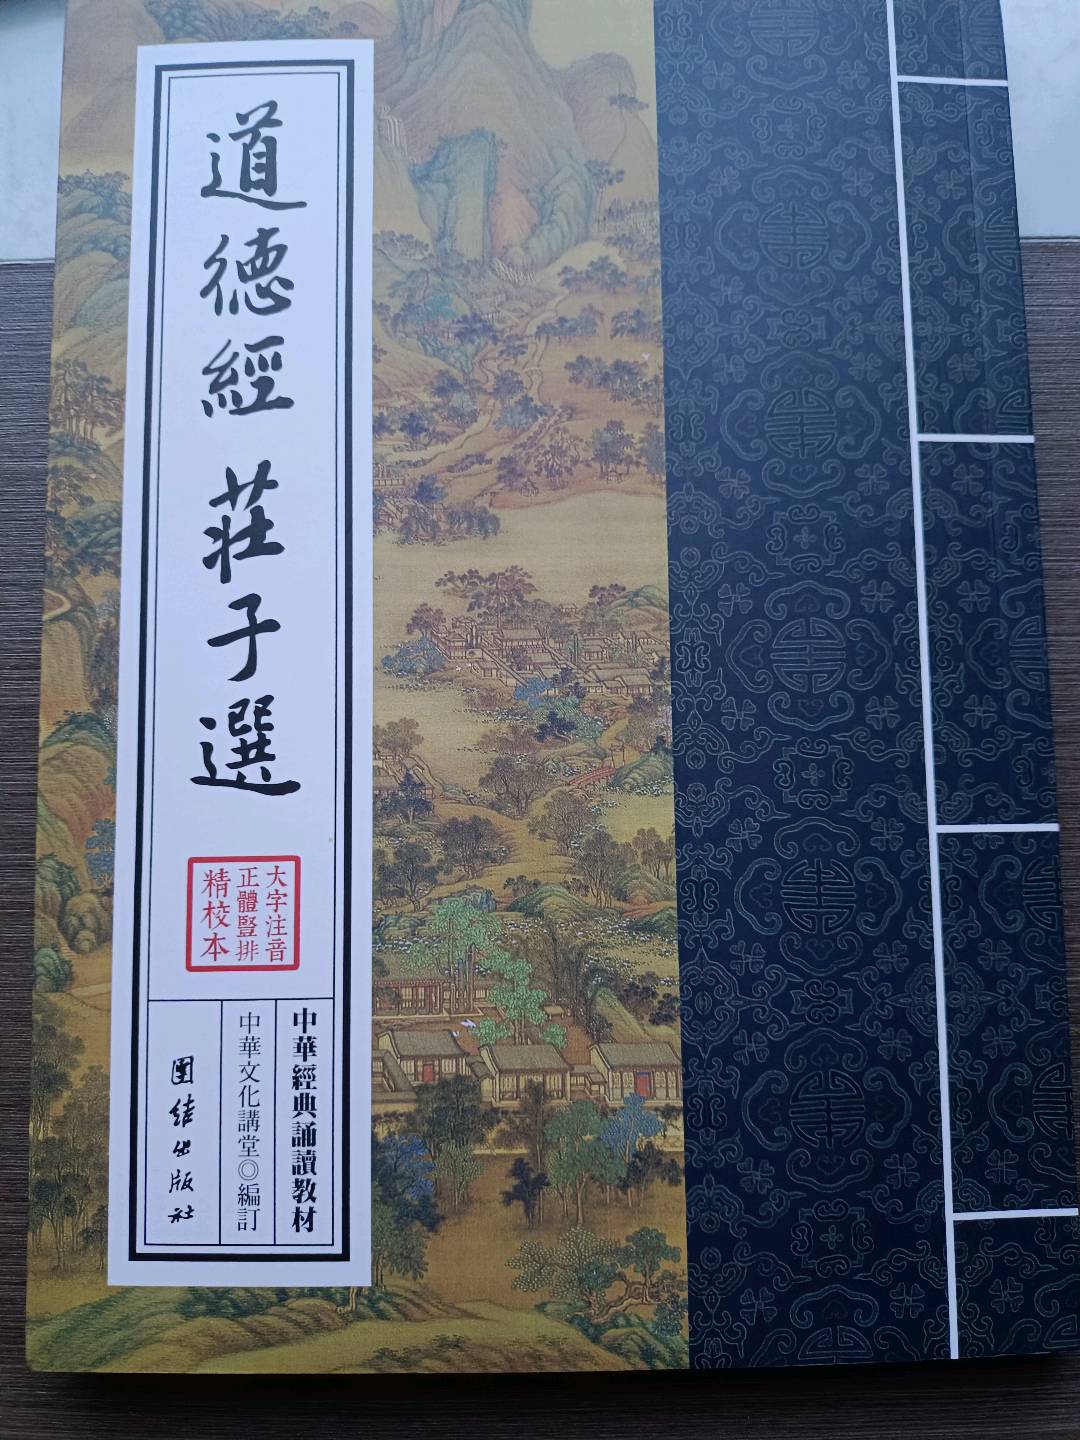 道德經 莊子選
大字注音
正體豎排
精校本
中華經典誦讀教材
中華文化講堂◎編訂
團结出版社